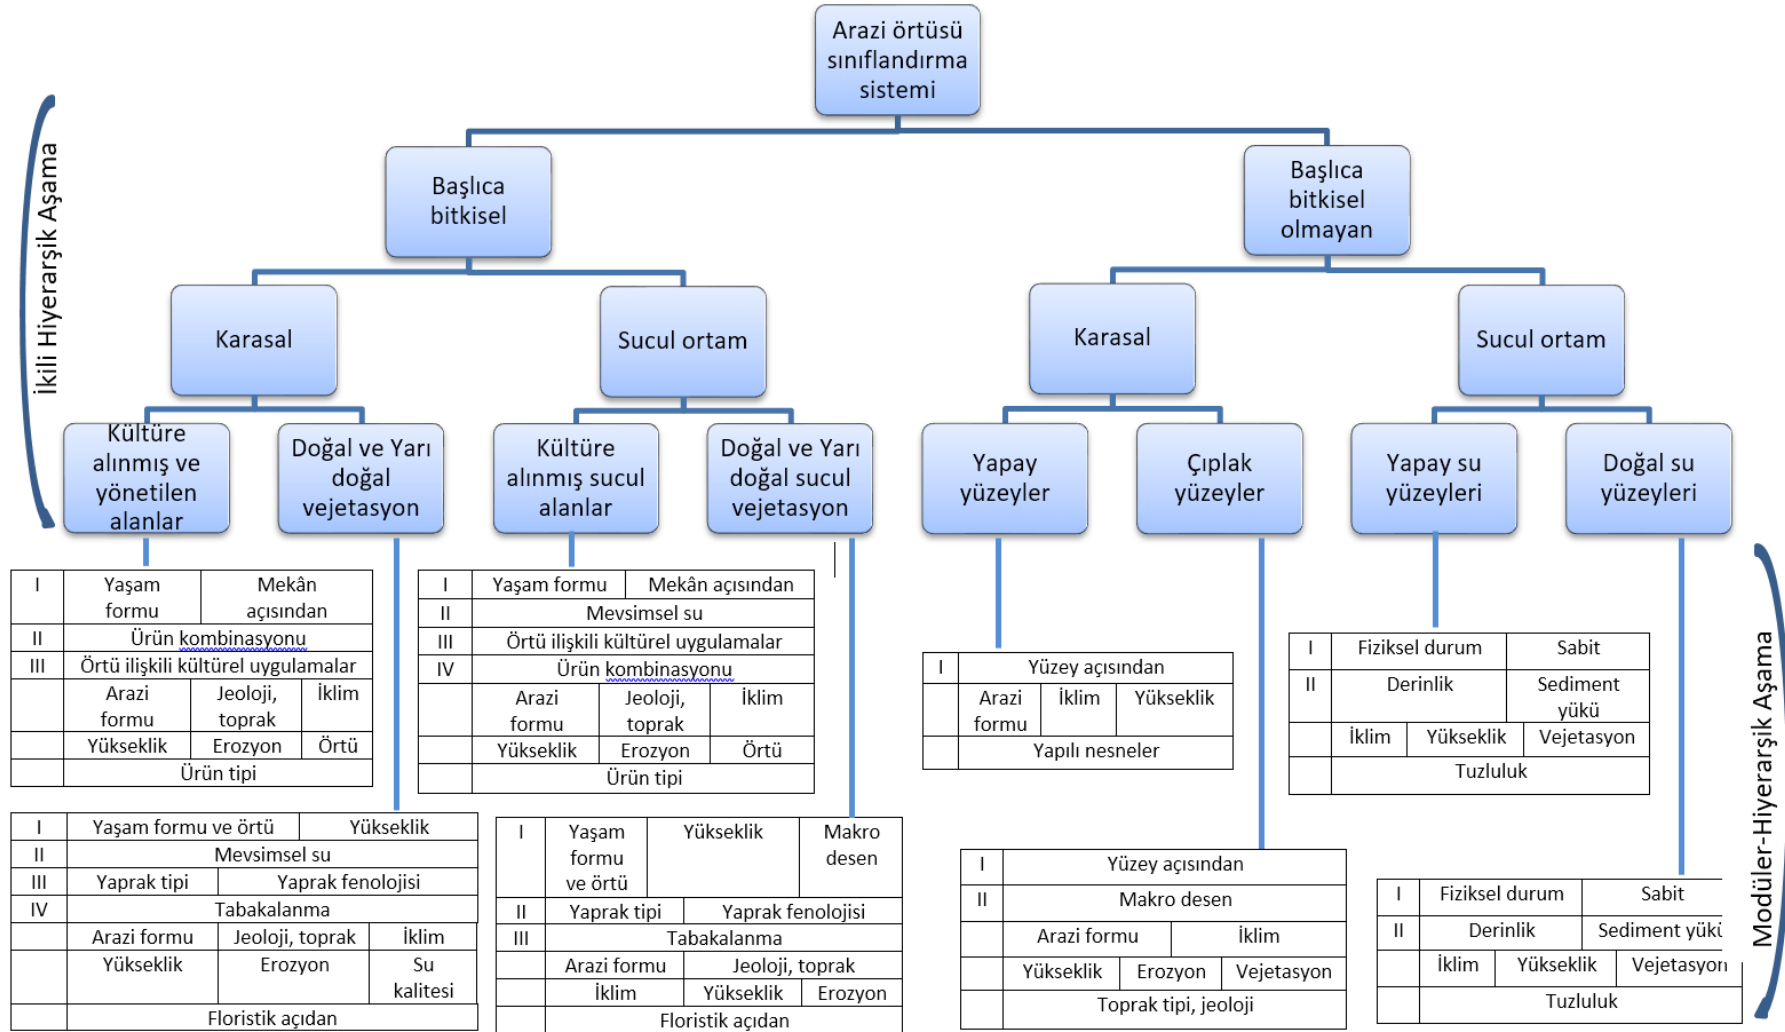 Arazi örtüsü
sınıflandırma
sistemi
İkili Hiyerarşik Aşama
Başlıca
bitkisel
Başlıca
bitkisel
olmayan
Karasal
Sucul ortam
Karasal
Sucul ortam
Kültüre
alınmış ve
yönetilen
alanlar
Doğal ve Yarı
doğal
vejetasyon
Kültüre
alınmış sucul
alanlar
Doğal ve Yarı
doğal sucul
vejetasyon
Yapay
yüzeyler
Çıplak
yüzeyler
Yapay su
yüzeyleri
Doğal su
yüzeyleri
Modüler-Hiyerarşik Aşama
I Yaşam formu Mekân açısından
II Ürün kombinasyonu
III Örtü ilişkili kültürel uygulamalar
Arazi formu Jeoloji, toprak İklim
Yükseklik Erozyon Örtü
Ürün tipi
I Yaşam formu Mekân açısından
II Mevsimsel su
III Örtü ilişkili kültürel uygulamalar
IV Ürün kombinasyonu
Arazi formu Jeoloji, toprak İklim
Yükseklik Erozyon Örtü
Ürün tipi
I Yüzey açısından
Arazi formu İklim Yükseklik
Yapılı nesneler
I Fiziksel durum Sabit
II Derinlik Sediment yükü
İklim Yükseklik Vejetasyon
Tuzluluk
I Yaşam formu ve örtü Yükseklik
II Mevsimsel su
III Yaprak tipi Yaprak fenolojisi
IV Tabakalanma
Arazi formu Jeoloji, toprak İklim
Yükseklik Erozyon Su kalitesi
Floristik açıdan
I Yaşam formu ve örtü Yükseklik Makro desen
II Yaprak tipi Yaprak fenolojisi
III Tabakalanma
Arazi formu Jeoloji, toprak
İklim Yükseklik Erozyon
Floristik açıdan
I Yüzey açısından
II Makro desen
Arazi formu İklim
Yükseklik Erozyon Vejetasyon
Toprak tipi, jeoloji
I Fiziksel durum Sabit
II Derinlik Sediment yükü
İklim Yükseklik Vejetasyon
Tuzluluk